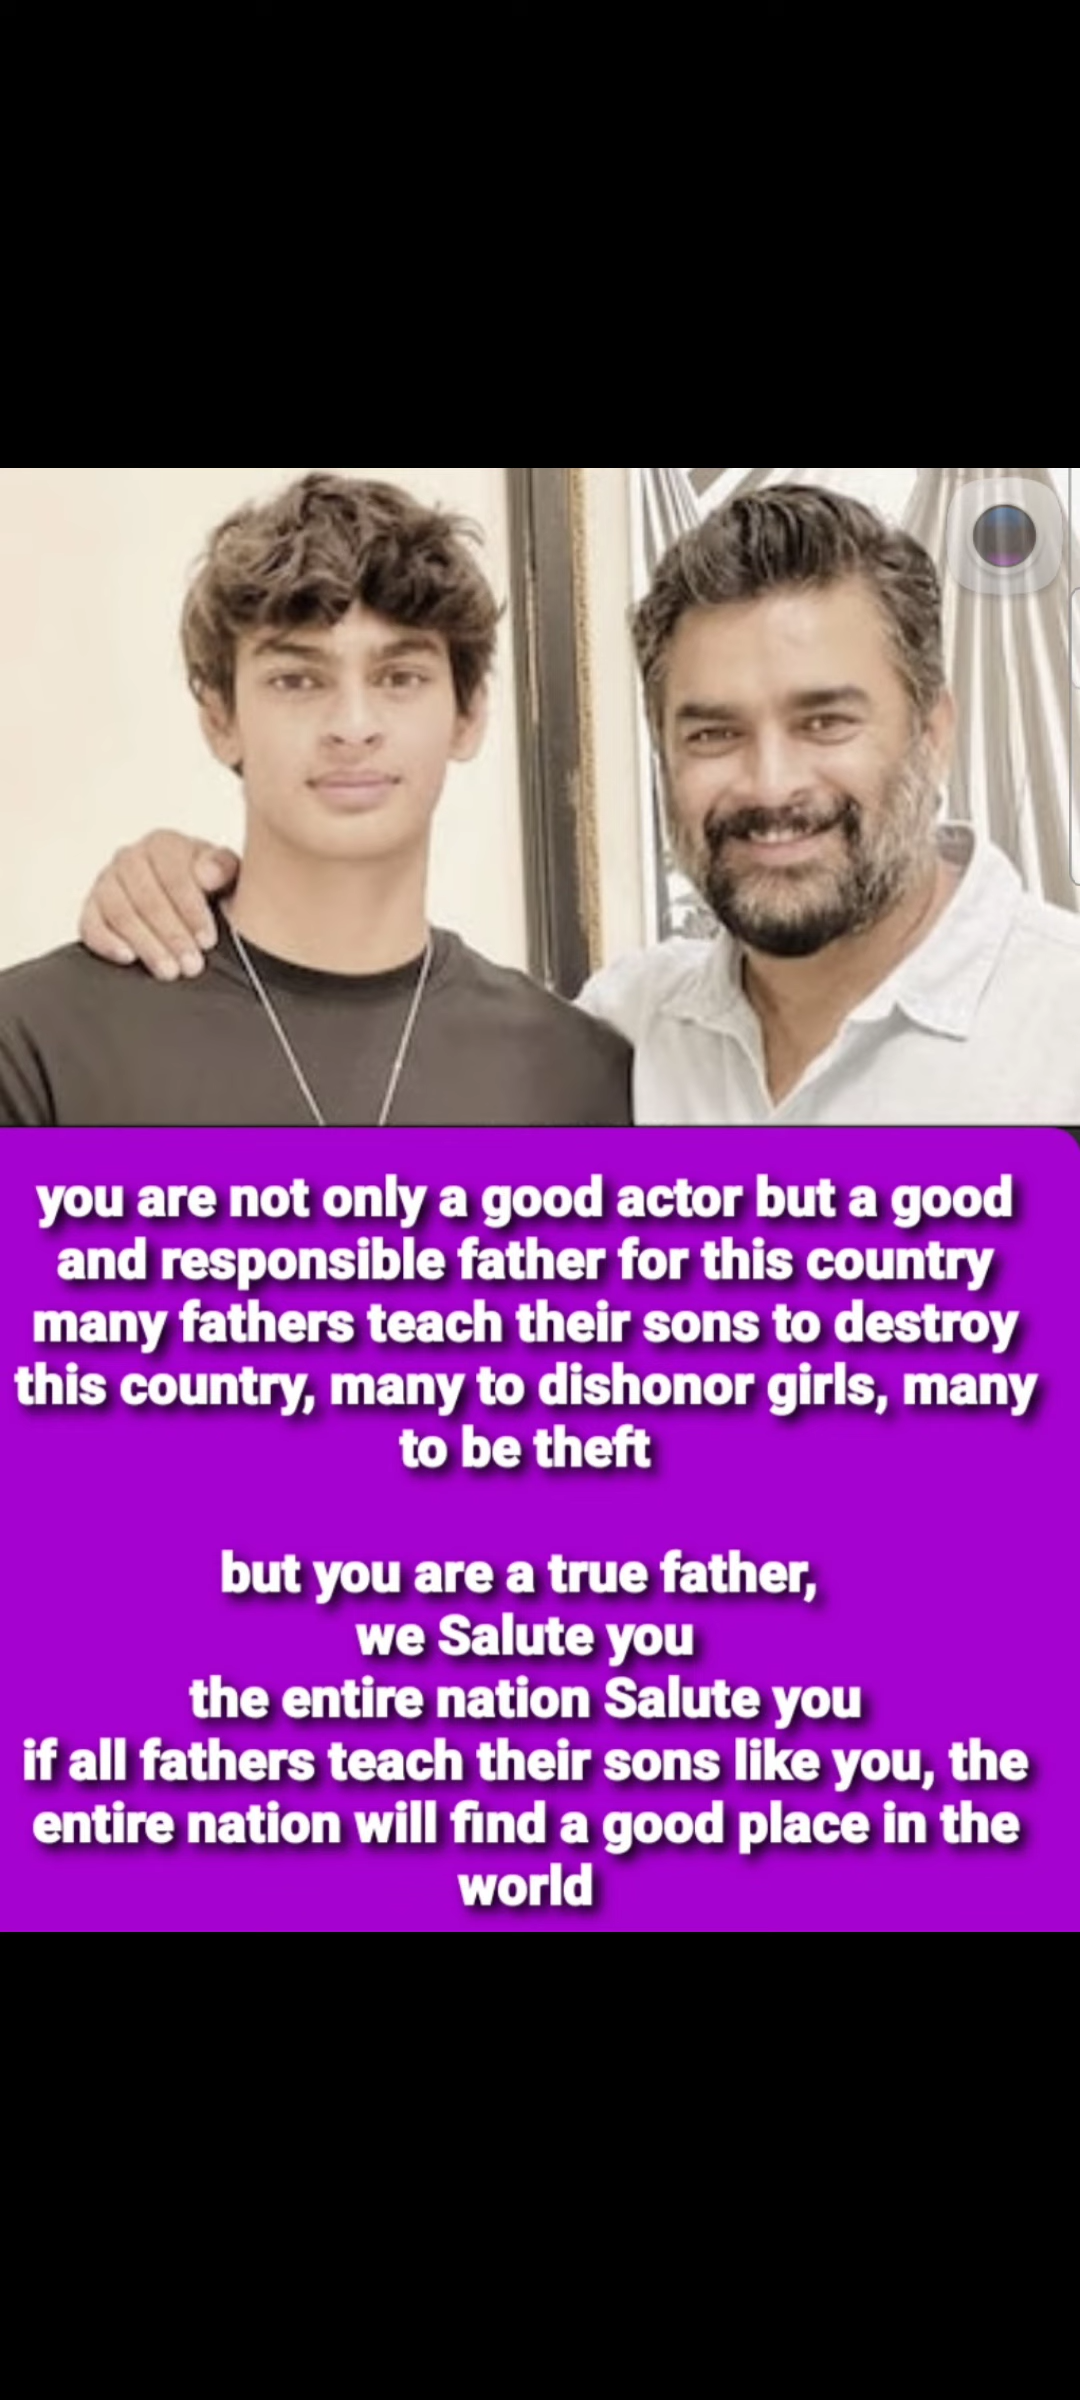 you are not only a good actor but a good
and responsible father for this country
many fathers teach their sons to destroy
this country, many to dishonor girls, many
to be theft
but you are a true father,
we Salute you
the entire nation Salute you
if all fathers teach their sons like you, the
entire nation will find a good place in the
world